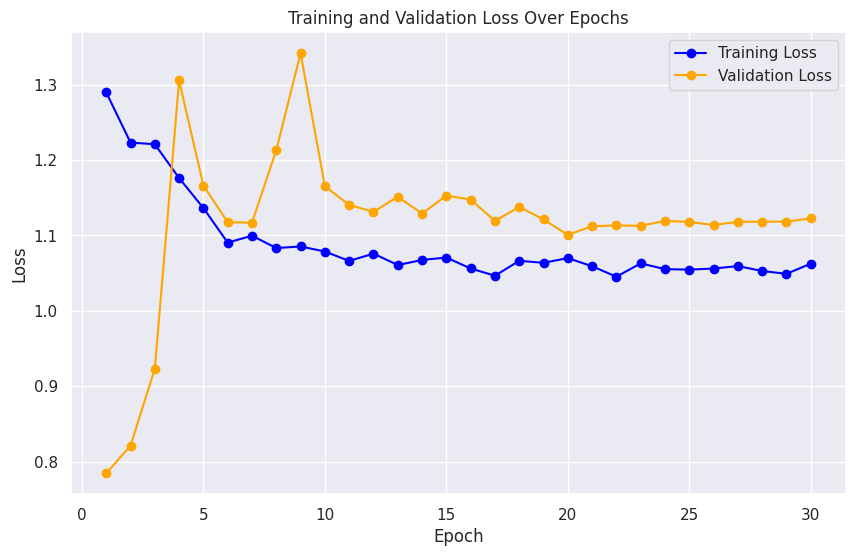 Training and Validation Loss Over Epochs
Training Loss
Validation Loss
1.3
1.2
1.1
1.0
0.9
0.8
Loss
0
5
10
15
20
25
30
Epoch